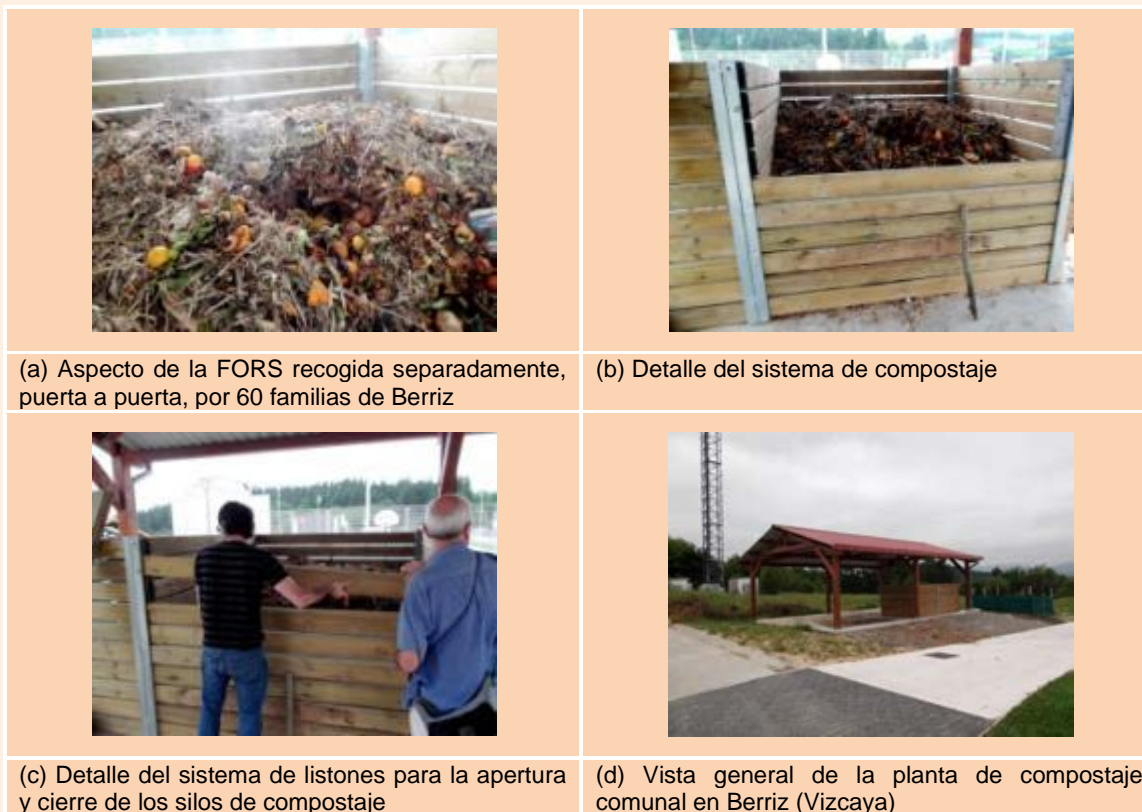 (a) Aspecto de la FORS recogida separadamente,
puerta a puerta, por 60 familias de Berriz
(b) Detalle del sistema de compostaje
(c) Detalle del sistema de listones para la apertura
y cierre de los silos de compostaje
(d) Vista general de la planta de compostaje
comunal en Berriz (Vizcaya)